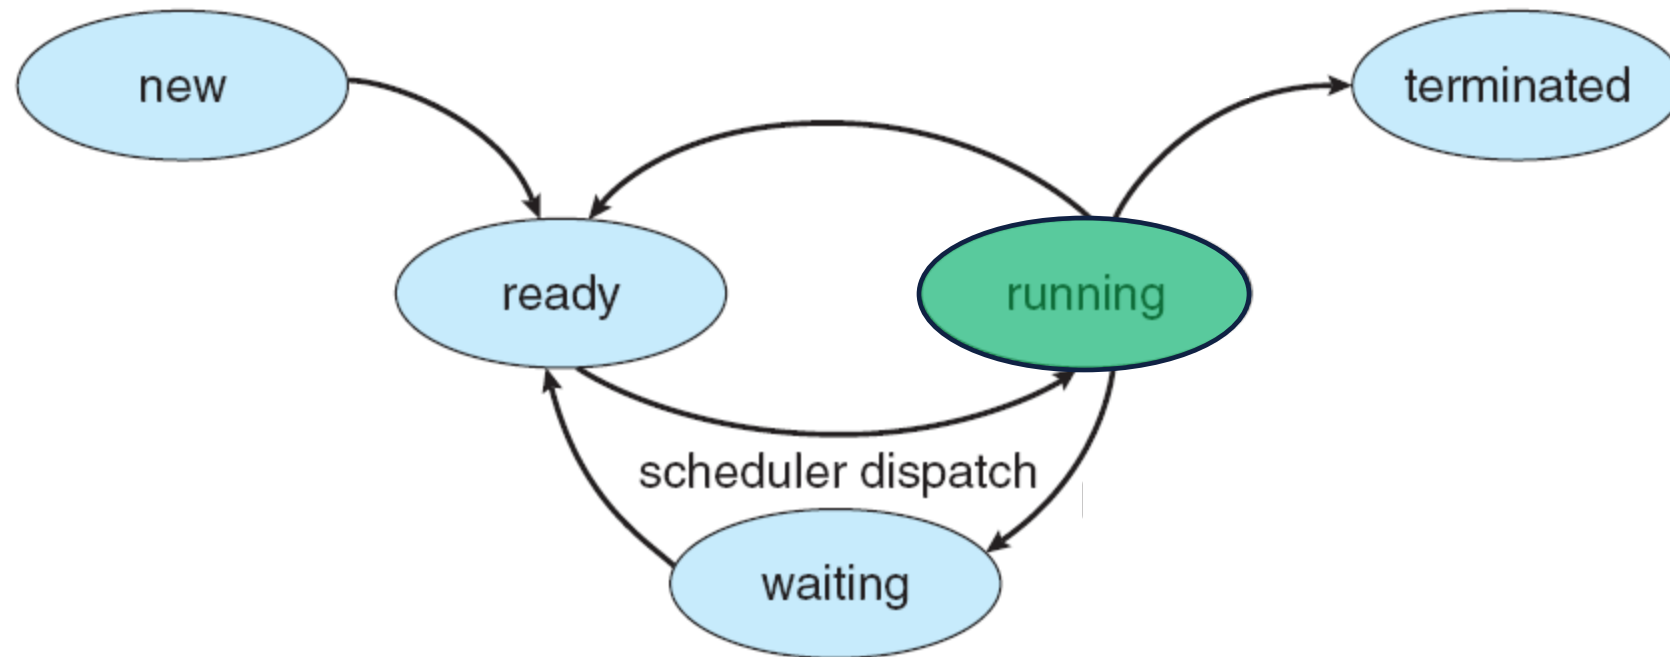 new
terminated
ready
running
scheduler dispatch
waiting